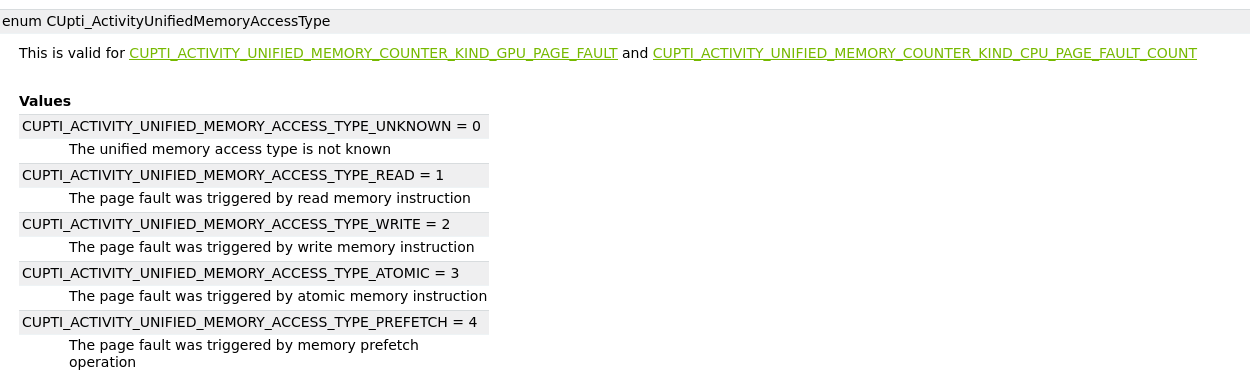 enum CUpti_ActivityUnifiedMemoryAccessType
This is valid for CUPTI_ACTIVITY_UNIFIED_MEMORY_COUNTER_KIND_GPU_PAGE_FAULT and CUPTI_ACTIVITY_UNIFIED_MEMORY_COUNTER_KIND_CPU_PAGE_FAULT_COUNT
Values
CUPTI_ACTIVITY_UNIFIED_MEMORY_ACCESS_TYPE_UNKNOWN = 0
The unified memory access type is not known
CUPTI_ACTIVITY_UNIFIED_MEMORY_ACCESS_TYPE_READ = 1
The page fault was triggered by read memory instruction
CUPTI_ACTIVITY_UNIFIED_MEMORY_ACCESS_TYPE_WRITE = 2
The page fault was triggered by write memory instruction
CUPTI_ACTIVITY_UNIFIED_MEMORY_ACCESS_TYPE_ATOMIC = 3
The page fault was triggered by atomic memory instruction
CUPTI_ACTIVITY_UNIFIED_MEMORY_ACCESS_TYPE_PREFETCH = 4
The page fault was triggered by memory prefetch
operation